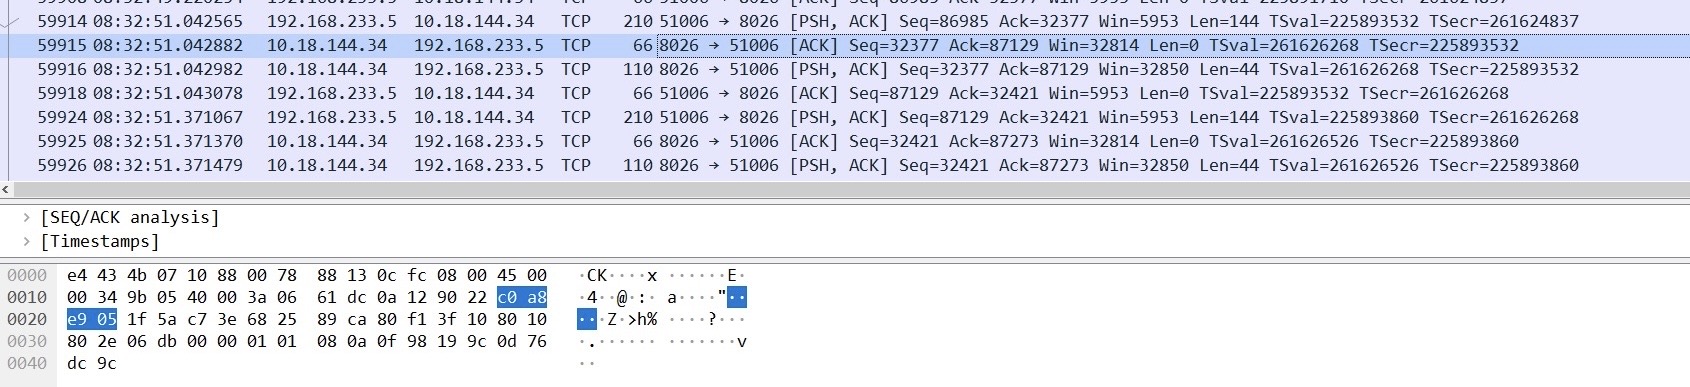 59914 08:32:51.042565 192.168.233.5 10.18.144.34 TCP 210 51006 → 8026 [PSH, ACK] Seq=86985 Ack=32377 Win=5953 Len=144 TSval=225893532 TSecr=261624837
59915 08:32:51.042882 10.18.144.34 192.168.233.5 TCP 66 8026 → 51006 [ACK] Seq=32377 Ack=87129 Win=32814 Len=0 TSval=261626268 TSecr=225893532
59916 08:32:51.042982 10.18.144.34 192.168.233.5 TCP 110 8026 → 51006 [PSH, ACK] Seq=32377 Ack=87129 Win=32850 Len=44 TSval=261626268 TSecr=225893532
59918 08:32:51.043078 192.168.233.5 10.18.144.34 TCP 66 51006 → 8026 [ACK] Seq=87129 Ack=32421 Win=5953 Len=0 TSval=225893532 TSecr=261626268
59924 08:32:51.371067 192.168.233.5 10.18.144.34 TCP 210 51006 → 8026 [PSH, ACK] Seq=87129 Ack=32421 Win=5953 Len=144 TSval=225893860 TSecr=261626268
59925 08:32:51.371370 10.18.144.34 192.168.233.5 TCP 66 8026 → 51006 [ACK] Seq=32421 Ack=87273 Win=32814 Len=0 TSval=261626526 TSecr=225893860
59926 08:32:51.371479 10.18.144.34 192.168.233.5 TCP 110 8026 → 51006 [PSH, ACK] Seq=32421 Ack=87273 Win=32850 Len=44 TSval=261626526 TSecr=225893860
[SEQ/ACK analysis]
[Timestamps]
0000 e4 43 4b 07 10 88 00 78 88 13 0c fc 08 00 45 00 ·CK····x ······E·
0010 00 34 9b 05 40 00 3a 06 61 dc 0a 12 90 22 c0 a8 ·4··@·:· a····"··
0020 e9 05 1f 5a c7 3e 68 25 89 ca 80 f1 3f 10 80 10 ···Z·>h% ····?···
0030 80 2e 06 db 00 00 01 01 08 0a 0f 98 19 9c 0d 76 ·.······ ·······v
0040 dc 9c ··